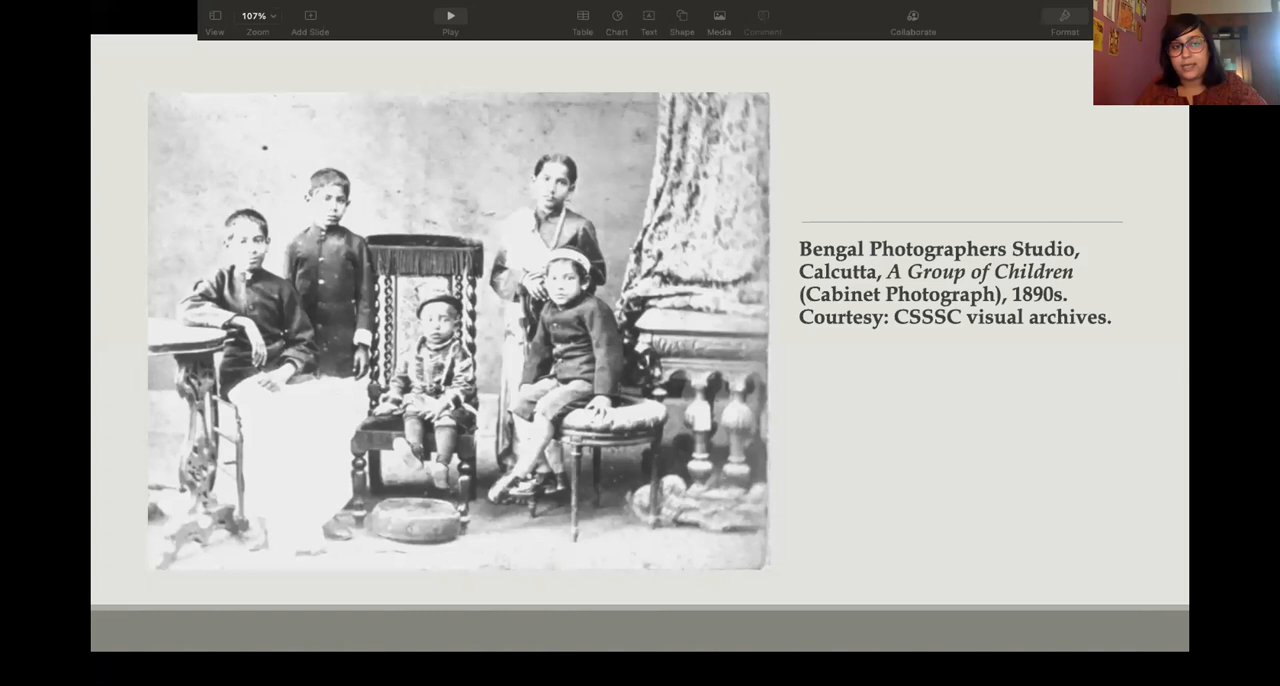 107%
View
Zoom
Add Slide
Play
Table
Chart
Text
Shape
Media
Comment
Collaborate
Format
Bengal Photographers Studio,
Calcutta, A Group of Children
(Cabinet Photograph), 1890s.
Courtesy: CSSSC visual archives.